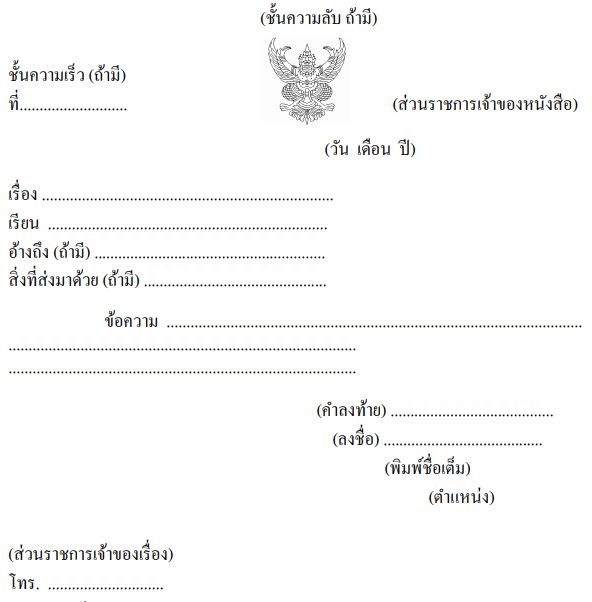 (ชั้นความลับ ถ้ามี)
ชั้นความเร็ว (ถ้ามี)
ที่........................... (ส่วนราชการเจ้าของหนังสือ)
(วัน เดือน ปี)
เรื่อง .........................................................................
เรียน ......................................................................
อ้างถึง (ถ้ามี) ..........................................................
สิ่งที่ส่งมาด้วย (ถ้ามี) ..............................................
ข้อความ ........................................................................................................
.......................................................................................
.......................................................................................
(คำลงท้าย) .........................................
(ลงชื่อ) ........................................
(พิมพ์ชื่อเต็ม)
(ตำแหน่ง)
(ส่วนราชการเจ้าของเรื่อง)
โทร. .............................